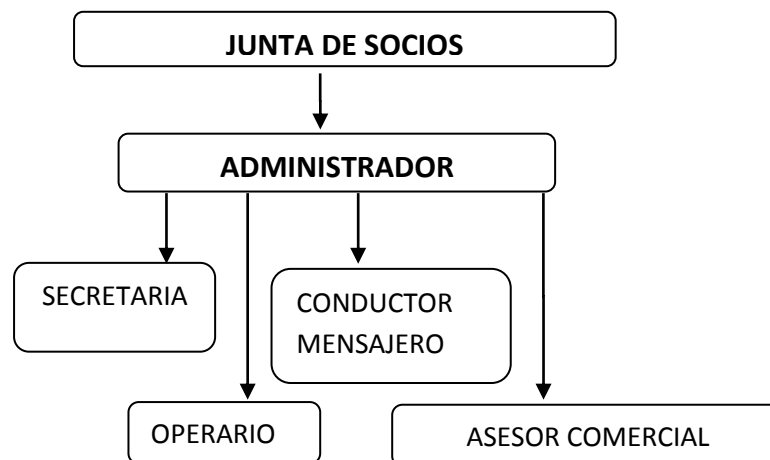 JUNTA DE SOCIOS
ADMINISTRADOR
SECRETARIA
CONDUCTOR
MENSAJERO
OPERARIO
ASESOR COMERCIAL